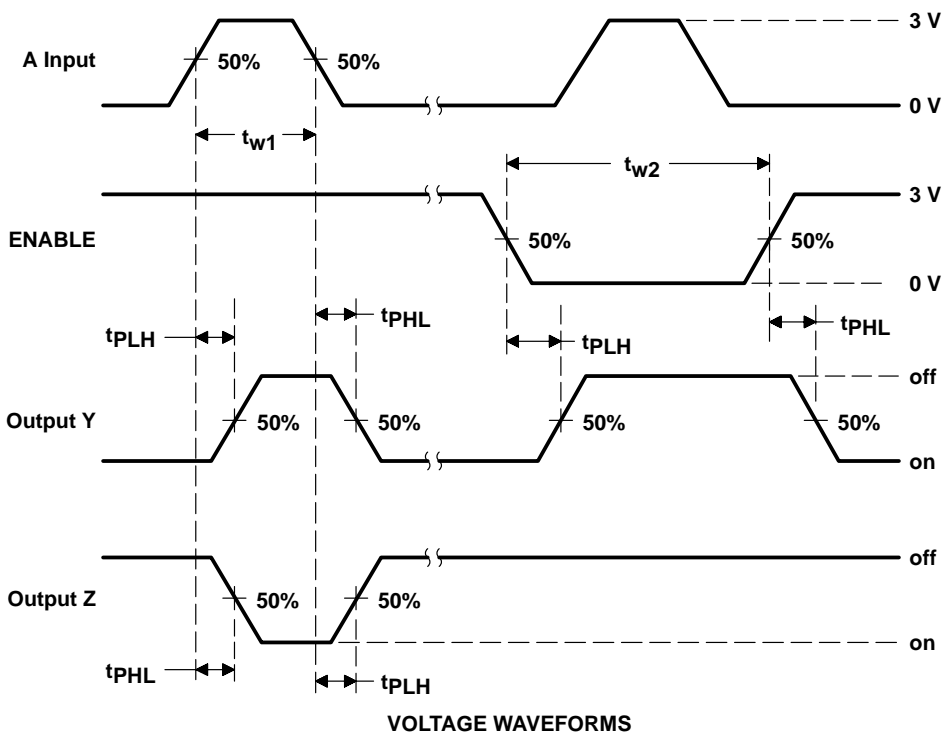 3 V
A Input
50%
50%
0 V
tw1
tw2
3 V
ENABLE
50%
50%
0 V
tPLH
tPHL
tPLH
tPHL
off
Output Y
50%
50%
50%
50%
on
off
Output Z
50%
50%
on
tPHL
tPLH
VOLTAGE WAVEFORMS